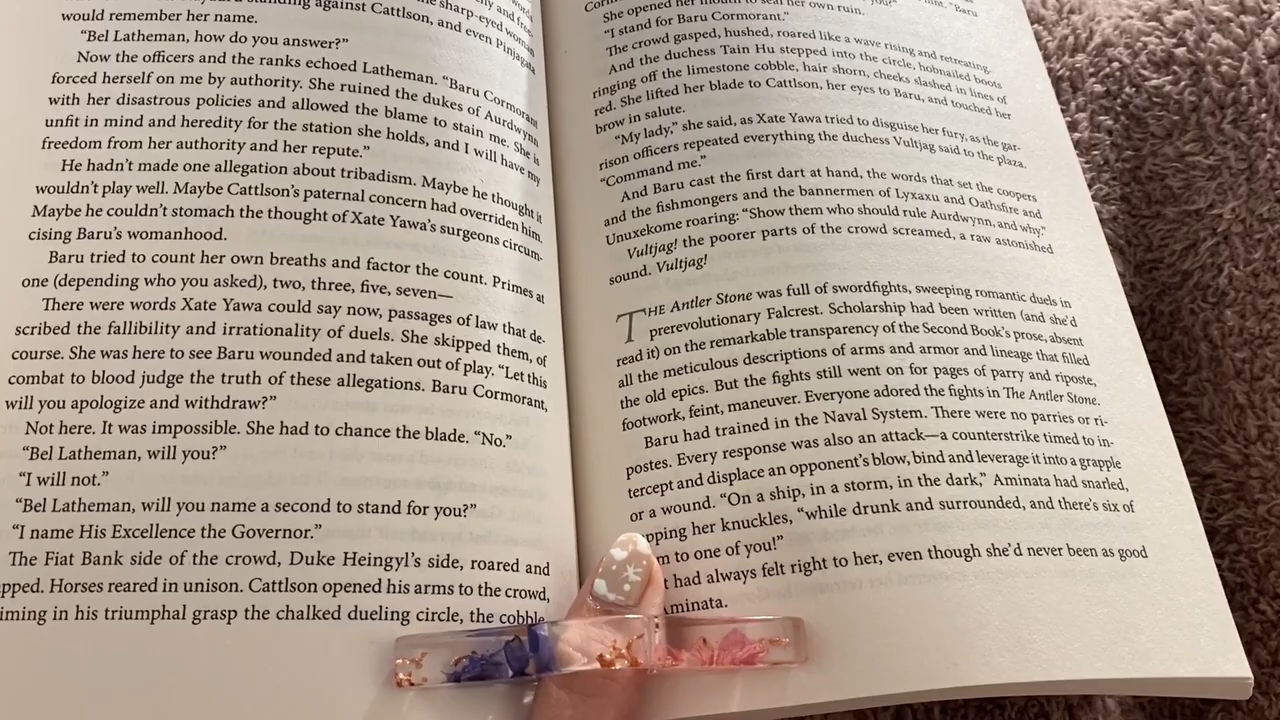 standing against Cattlson, and even Pinjagata
would remember her name.
“Bel Latheman, how do you answer?”
Now the officers and the ranks echoed Latheman. “Baru Cormorant
forced herself on me by authority. She ruined the dukes of Aurdwynn
with her disastrous policies and allowed the blame to stain me. She is
unfit in mind and heredity for the station she holds, and I will have my
freedom from her authority and her repute.”
He hadn’t made one allegation about tribadism. Maybe he thought it
wouldn’t play well. Maybe Cattlson’s paternal concern had overriden him.
Maybe he couldn’t stomach the thought of Xate Yawa’s surgeons circum-
cising Baru’s womanhood.
Baru tried to count her own breaths and factor the count. Primes at
one (depending who you asked), two, three, five, seven—
There were words Xate Yawa could say now, passages of law that de-
scribed the fallibility and irrationality of duels. She skipped them, of
course. She was here to see Baru wounded and taken out of play. “Let this
combat to blood judge the truth of these allegations. Baru Cormorant,
will you apologize and withdraw?”
Not here. It was impossible. She had to chance the blade. “No.”
“Bel Latheman, will you?”
“I will not.”
“Bel Latheman, will you name a second to stand for you?”
“I name His Excellence the Governor.”
The Fiat Bank side of the crowd, Duke Heingyl’s side, roared and
pped. Horses reared in unison. Cattlson opened his arms to the crowd,
iming in his triumphal grasp the chalked dueling circle, the cobble
She opened her mouth to seal her own ruin.
“I stand for Baru Cormorant.”
The crowd gasped, hushed, roared like a wave rising and retreating.
And the duchess Tain Hu stepped into the circle, hobnailed boots
ringing off the limestone cobble, hair shorn, cheeks slashed in lines of
red. She lifted her blade to Cattlson, her eyes to Baru, and touched her
brow in salute.
“My lady,” she said, as Xate Yawa tried to disguise her fury, as the gar-
rison officers repeated everything the duchess Vultjag said to the plaza.
“Command me.”
And Baru cast the first dart at hand, the words that set the coopers
and the fishmongers and the bannermen of Lyxaxu and Oathsfire and
Unuxekome roaring: “Show them who should rule Aurdwynn, and why.”
Vultjag! the poorer parts of the crowd screamed, a raw astonished
sound. Vultjag!
THE Antler Stone was full of swordfights, sweeping romantic duels in
prerevolutionary Falcrest. Scholarship had been written (and she’d
read it) on the remarkable transparency of the Second Book’s prose, absent
all the meticulous descriptions of arms and armor and lineage that filled
the old epics. But the fights still went on for pages of parry and riposte,
footwork, feint, maneuver. Everyone adored the fights in The Antler Stone.
Baru had trained in the Naval System. There were no parries or ri-
postes. Every response was also an attack—a counterstrike timed to in-
tercept and displace an opponent’s blow, bind and leverage it into a grapple
or a wound. “On a ship, in a storm, in the dark,” Aminata had snarled,
pping her knuckles, “while drunk and surrounded, and there’s six of
m to one of you!”
t had always felt right to her, even though she’d never been as good
minata.